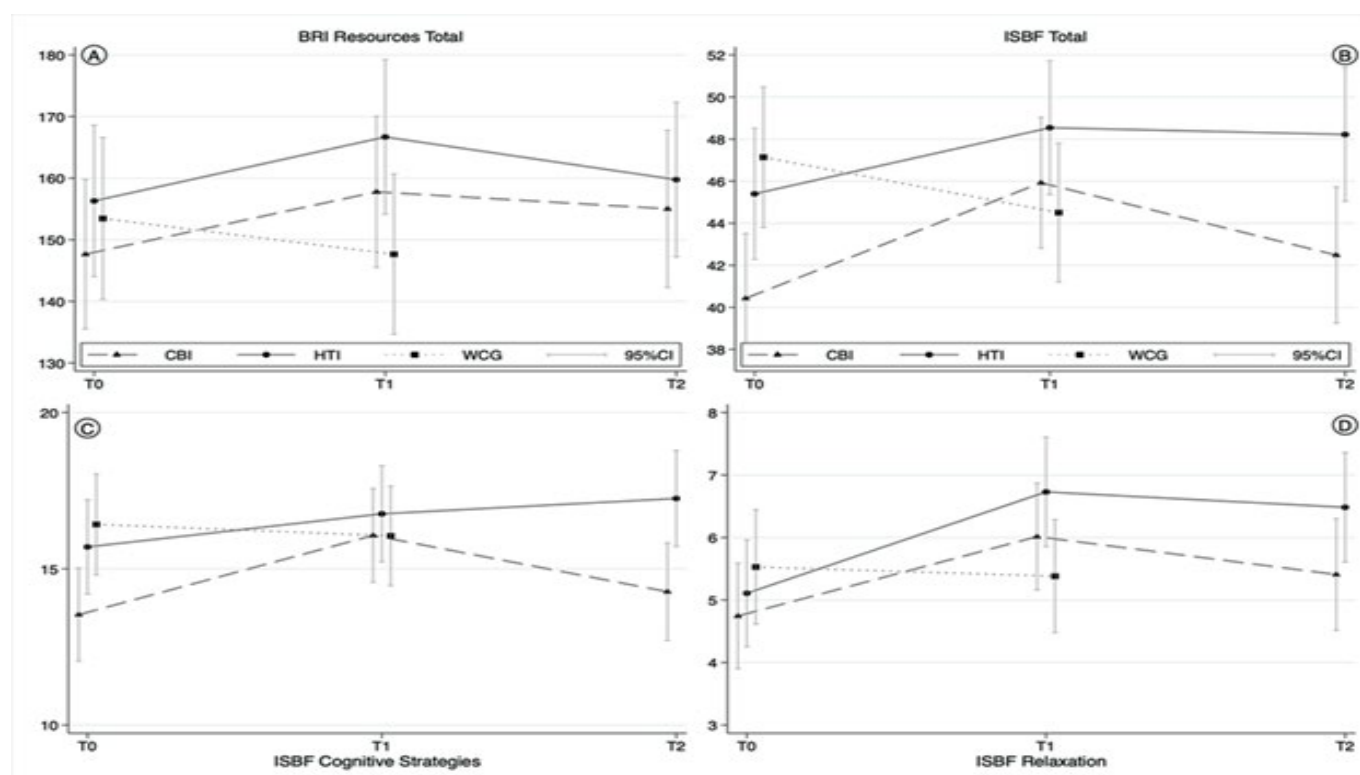 BRI Resources Total
A
180
170
160
150
140
130
CBI HTI WCG 95%CI
T0 T1 T2
ISBF Total
B
52
50
48
46
44
42
40
38
CBI HTI WCG 95%CI
T0 T1 T2
C
20
15
10
T0 T1 T2
ISBF Cognitive Strategies
D
8
7
6
5
4
3
T0 T1 T2
ISBF Relaxation